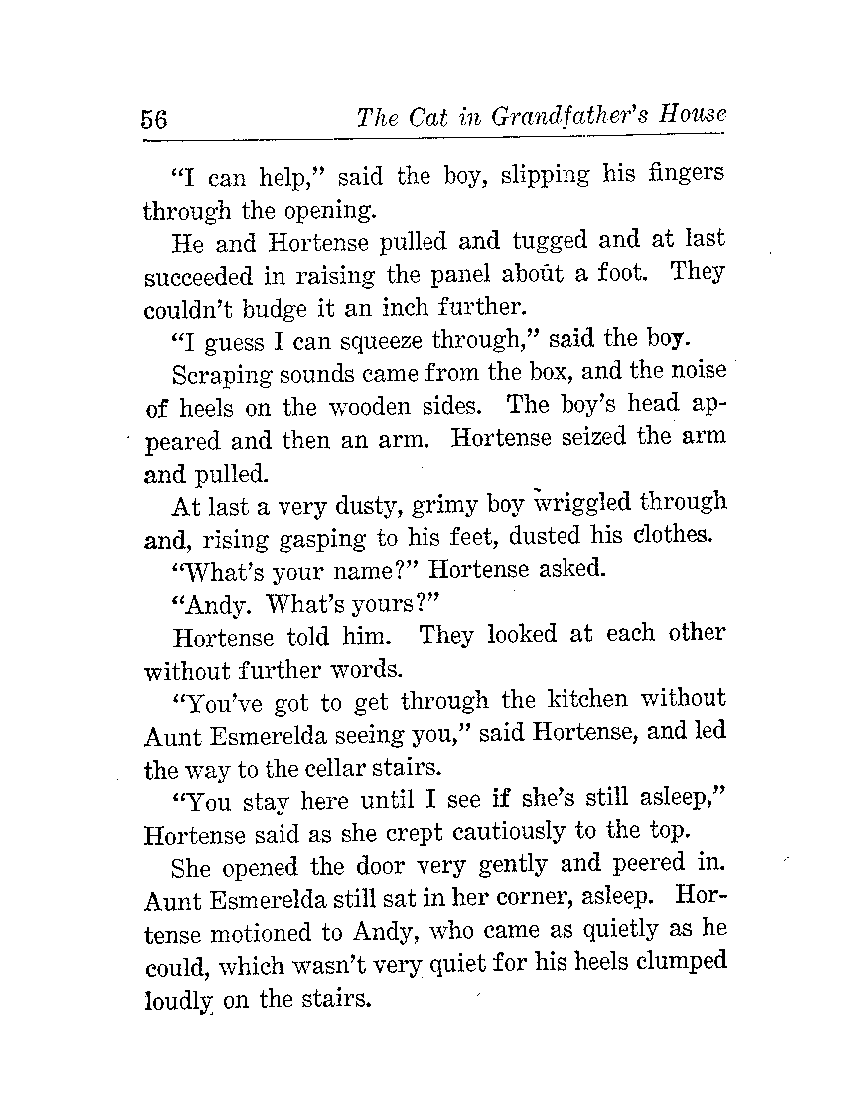 56 The Cat in Grandfather's House
“I can help,” said the boy, slipping his fingers
through the opening.
He and Hortense pulled and tugged and at last
succeeded in raising the panel about a foot. They
couldn't budge it an inch further.
“I guess I can squeeze through,” said the boy.
Scraping sounds came from the box, and the noise
of heels on the wooden sides. The boy's head ap-
peared and then an arm. Hortense seized the arm
and pulled.
At last a very dusty, grimy boy wriggled through
and, rising gasping to his feet, dusted his clothes.
“What's your name?” Hortense asked.
“Andy. What's yours?”
Hortense told him. They looked at each other
without further words.
“You've got to get through the kitchen without
Aunt Esmerelda seeing you,” said Hortense, and led
the way to the cellar stairs.
“You stay here until I see if she's still asleep,”
Hortense said as she crept cautiously to the top.
She opened the door very gently and peered in.
Aunt Esmerelda still sat in her corner, asleep. Hor-
tense motioned to Andy, who came as quietly as he
could, which wasn't very quiet for his heels clumped
loudly on the stairs.